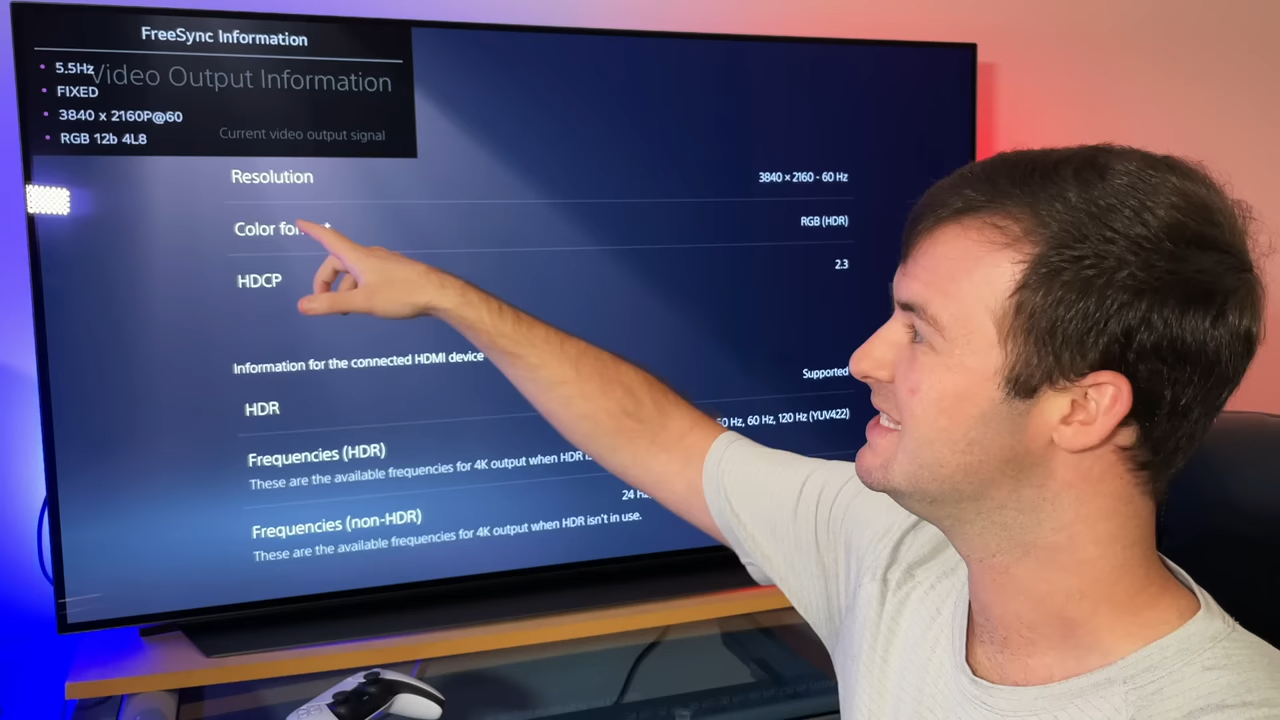 FreeSync Information
5.5Hz
Video Output Information
FIXED
3840 x 2160P@60
Current video output signal
RGB 12b 4L8
Resolution 3840 × 2160 - 60 Hz
Color RGB (HDR)
HDCP 2.3
Information for the connected HDMI device
HDR Supported
Frequencies (HDR) 60 Hz, 120 Hz (YUV422)
These are the available frequencies for 4K output when HDR
Frequencies (non-HDR) 24
These are the available frequencies for 4K output when HDR isn't in use.